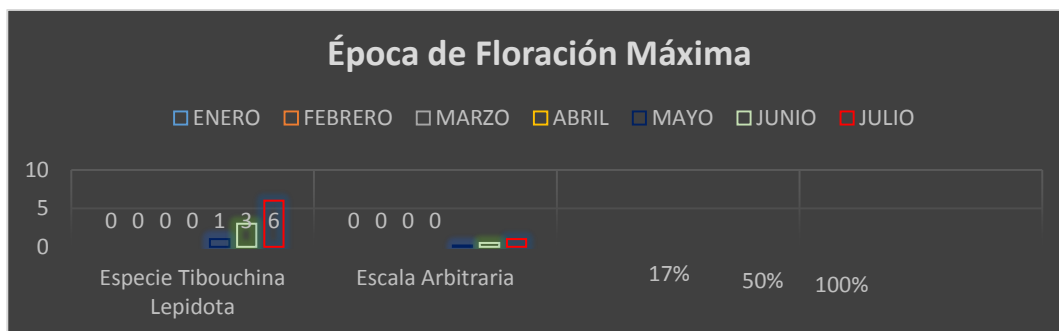 Época de Floración Máxima
ENERO FEBRERO MARZO ABRIL MAYO JUNIO JULIO
10
5
0
0 0 0 0 1 3 6
0 0 0 0
Especie Tibouchina
Lepidota
Escala Arbitraria
17% 50% 100%